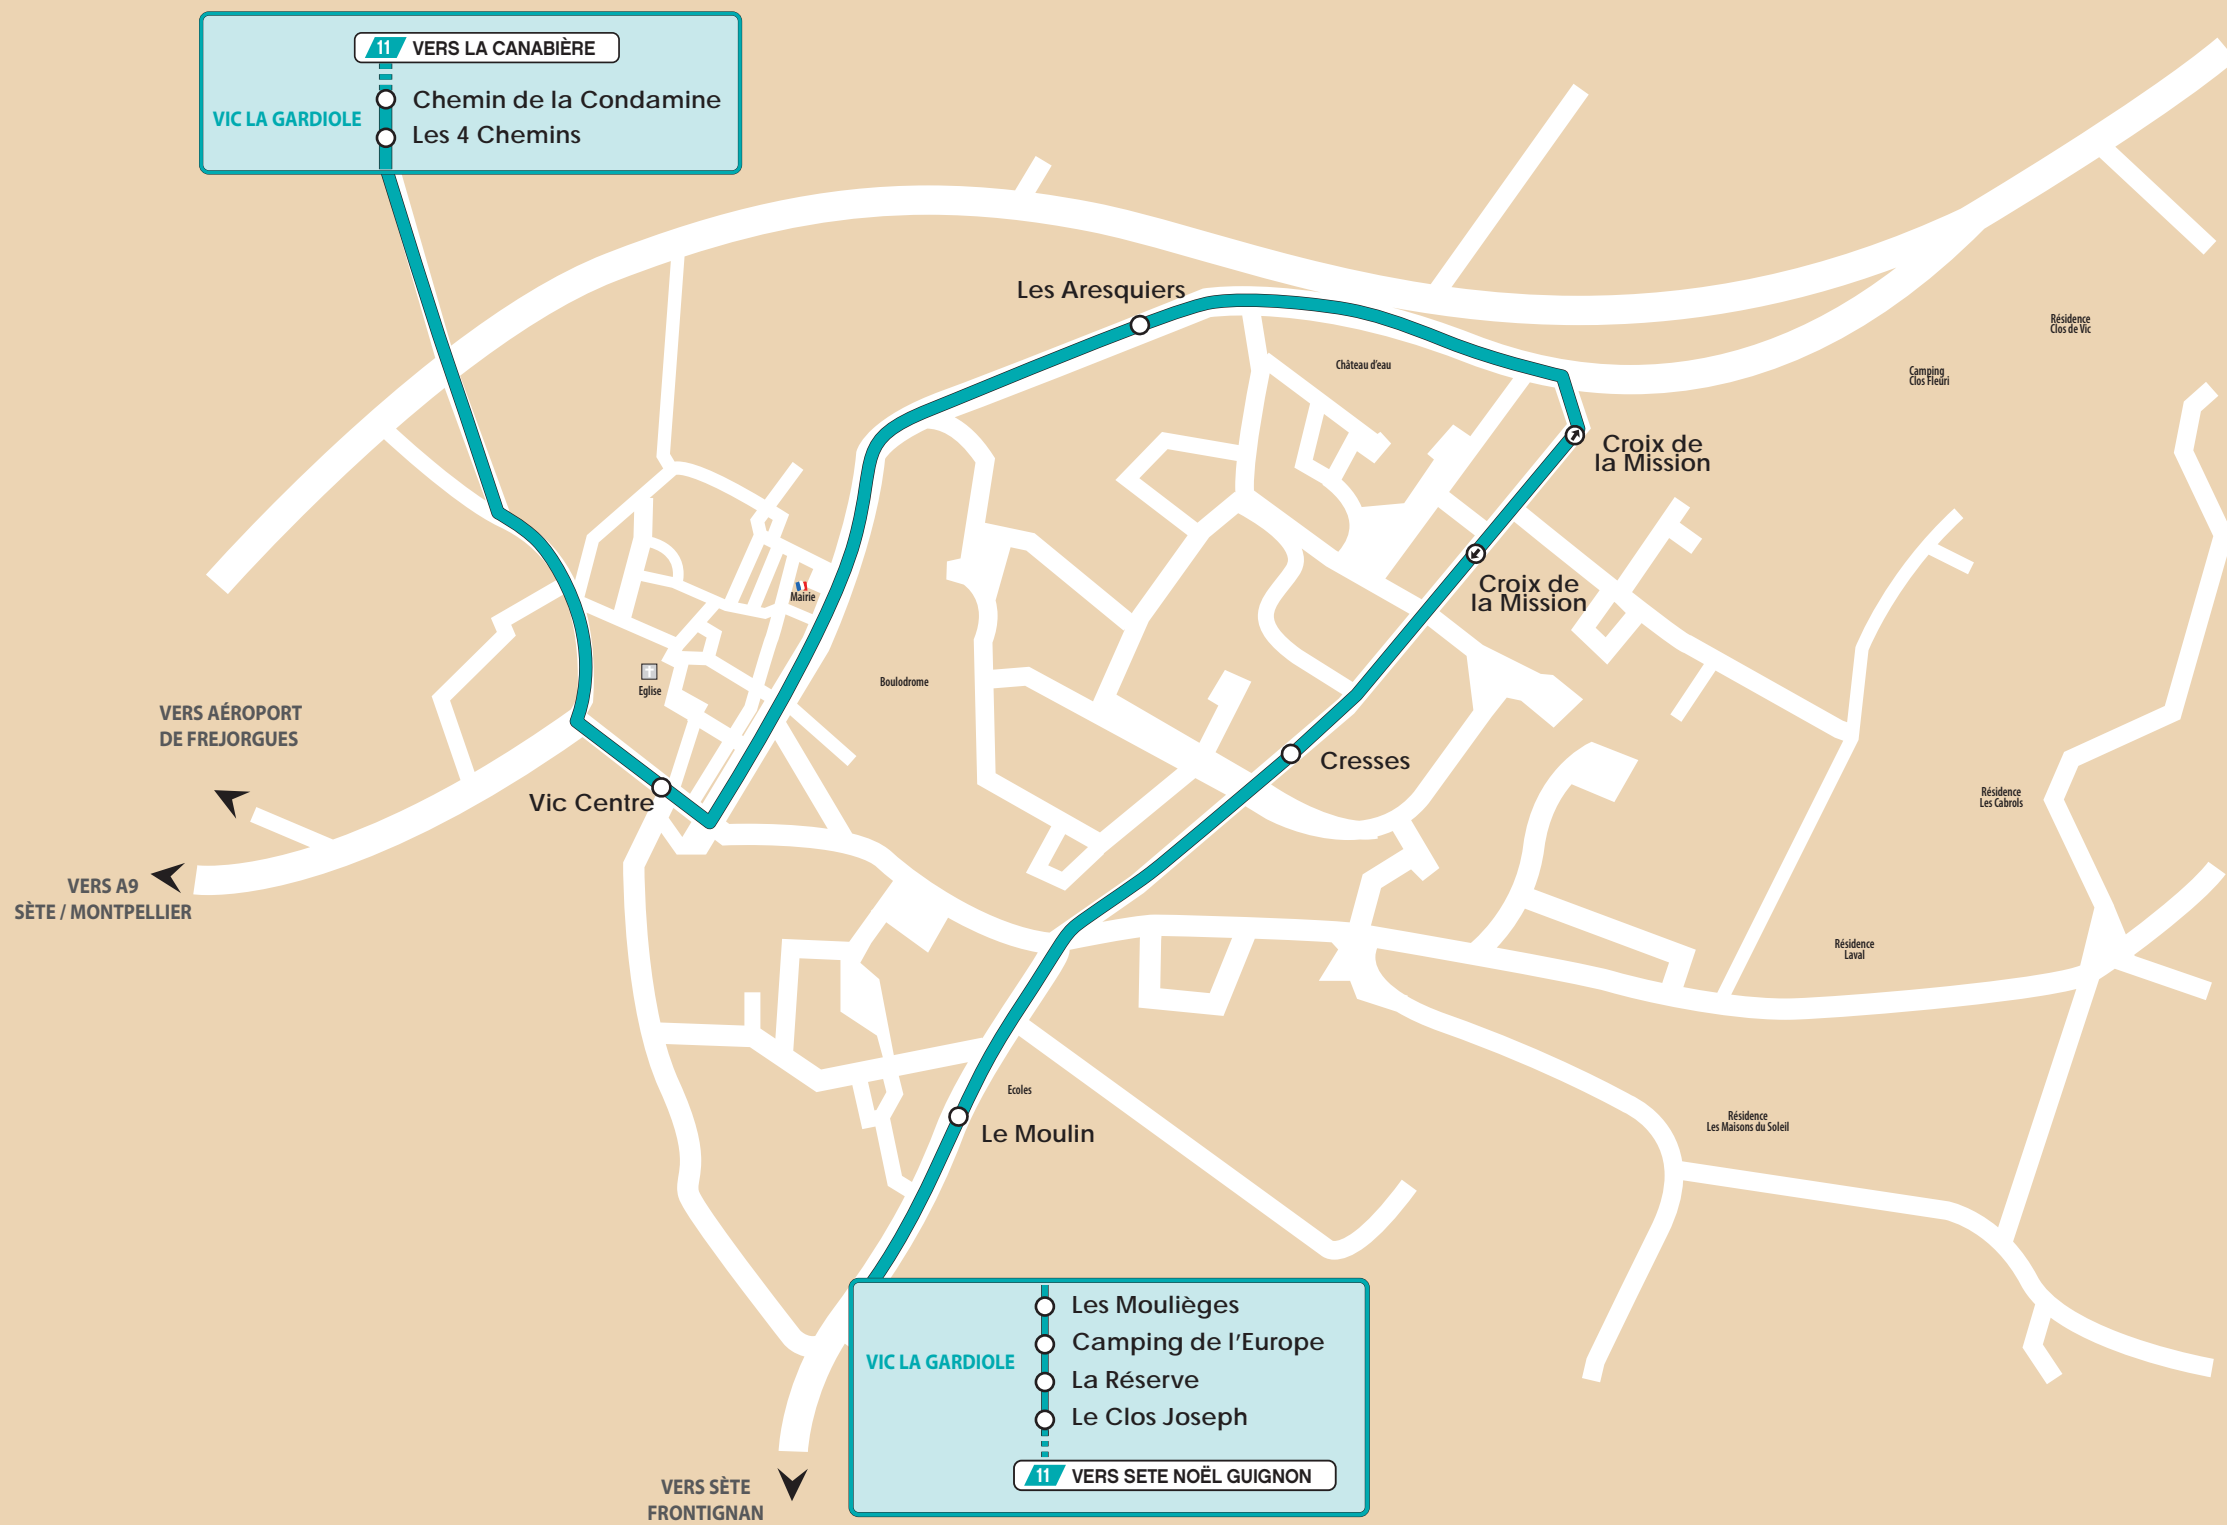 11 VERS LA CANABIÈRE
VIC LA GARDIOLE
Chemin de la Condamine
Les 4 Chemins
Les Aresquiers
Résidence
Clos de Vic
Château d'eau
Camping
Clos Fleuri
Croix de
la Mission
Croix de
la Mission
Mairie
Eglise
Boulodrome
VERS AÉROPORT
DE FREJORGUES
Cresses
Vic Centre
Résidence
Les Cabrols
VERS A9
SÈTE / MONTPELLIER
Résidence
Laval
Ecoles
Le Moulin
Résidence
Les Maisons du Soleil
VIC LA GARDIOLE
Les Moulièges
Camping de l'Europe
La Réserve
Le Clos Joseph
11 VERS SETE NOËL GUIGNON
VERS SÈTE
FRONTIGNAN